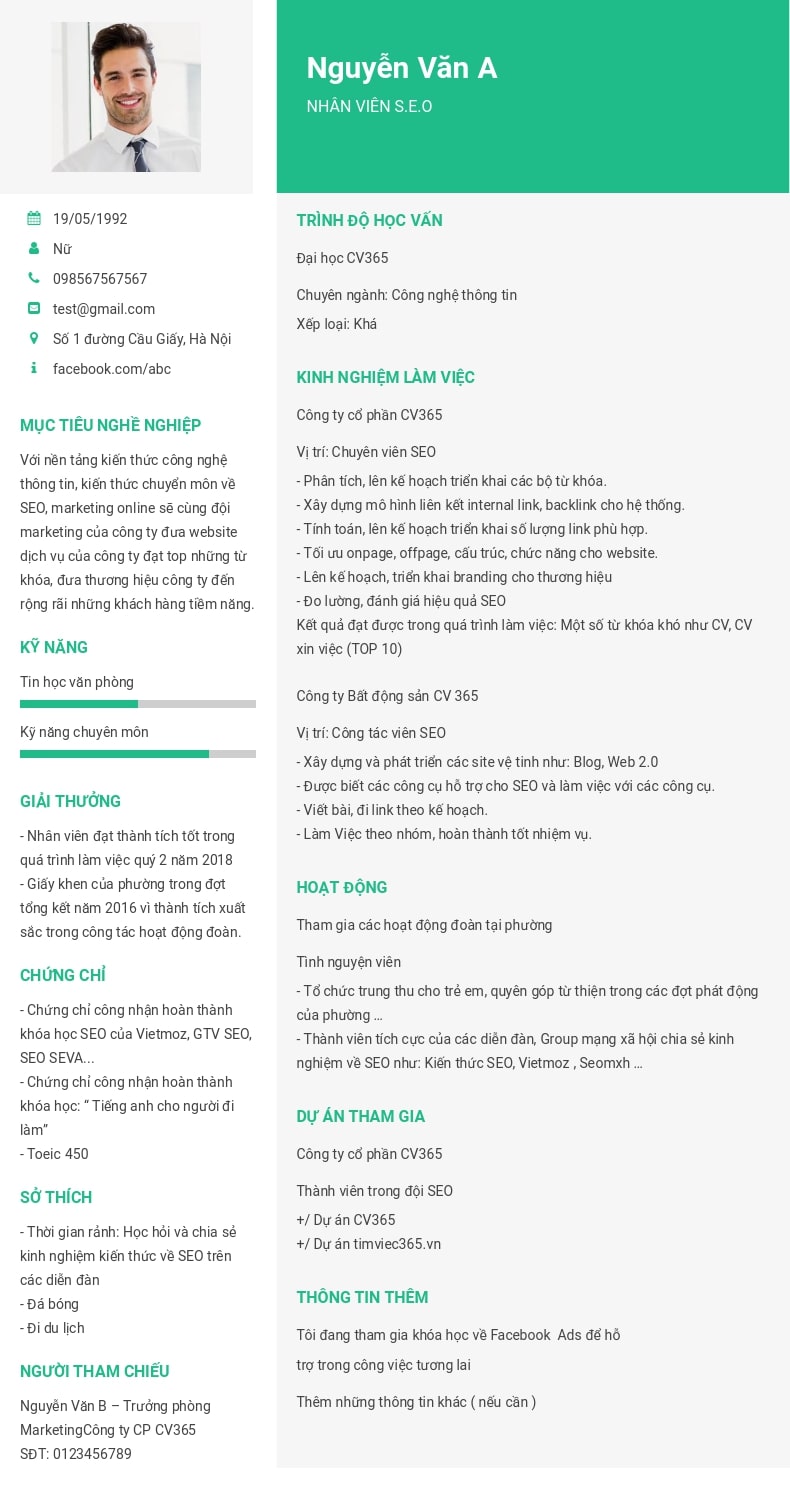 Nguyễn Văn A
NHÂN VIÊN S.E.O
19/05/1992
Nữ
098567567567
test@gmail.com
Số 1 đường Cầu Giấy, Hà Nội
facebook.com/abc
MỤC TIÊU NGHỀ NGHIỆP
Với nền tảng kiến thức công nghệ
thông tin, kiến thức chuyển môn về
SEO, marketing online sẽ cùng đội
marketing của công ty đưa website
dịch vụ của công ty đạt top những từ
khóa, đưa thương hiệu công ty đến
rộng rãi những khách hàng tiềm năng.
KỸ NĂNG
Tin học văn phòng
Kỹ năng chuyên môn
GIẢI THƯỞNG
- Nhân viên đạt thành tích tốt trong
quá trình làm việc quý 2 năm 2018
- Giấy khen của phường trong đợt
tổng kết năm 2016 vì thành tích xuất
sắc trong công tác hoạt động đoàn.
CHỨNG CHỈ
- Chứng chỉ công nhận hoàn thành
khóa học SEO của Vietmoz, GTV SEO,
SEO SEVA...
- Chứng chỉ công nhận hoàn thành
khóa học: “ Tiếng anh cho người đi
làm”
- Toeic 450
SỞ THÍCH
- Thời gian rảnh: Học hỏi và chia sẻ
kinh nghiệm kiến thức về SEO trên
các diễn đàn
- Đá bóng
- Đi du lịch
NGƯỜI THAM CHIẾU
Nguyễn Văn B – Trưởng phòng
MarketingCông ty CP CV365
SĐT: 0123456789
TRÌNH ĐỘ HỌC VẤN
Đại học CV365
Chuyên ngành: Công nghệ thông tin
Xếp loại: Khá
KINH NGHIỆM LÀM VIỆC
Công ty cổ phần CV365
Vị trí: Chuyên viên SEO
- Phân tích, lên kế hoạch triển khai các bộ từ khóa.
- Xây dựng mô hình liên kết internal link, backlink cho hệ thống.
- Tính toán, lên kế hoạch triển khai số lượng link phù hợp.
- Tối ưu onpage, offpage, cấu trúc, chức năng cho website.
- Lên kế hoạch, triển khai branding cho thương hiệu
- Đo lường, đánh giá hiệu quả SEO
Kết quả đạt được trong quá trình làm việc: Một số từ khóa khó như CV, CV
xin việc (TOP 10)
Công ty Bất động sản CV 365
Vị trí: Công tác viên SEO
- Xây dựng và phát triển các site vệ tinh như: Blog, Web 2.0
- Được biết các công cụ hỗ trợ cho SEO và làm việc với các công cụ.
- Viết bài, đi link theo kế hoạch.
- Làm Việc theo nhóm, hoàn thành tốt nhiệm vụ.
HOẠT ĐỘNG
Tham gia các hoạt động đoàn tại phường
Tình nguyện viên
- Tổ chức trung thu cho trẻ em, quyên góp từ thiện trong các đợt phát động
của phường …
- Thành viên tích cực của các diễn đàn, Group mạng xã hội chia sẻ kinh
nghiệm về SEO như: Kiến thức SEO, Vietmoz , Seomxh …
DỰ ÁN THAM GIA
Công ty cổ phần CV365
Thành viên trong đội SEO
+/ Dự án CV365
+/ Dự án timviec365.vn
THÔNG TIN THÊM
Tôi đang tham gia khóa học về Facebook  Ads để hỗ
trợ trong công việc tương lai
Thêm những thông tin khác ( nếu cần )